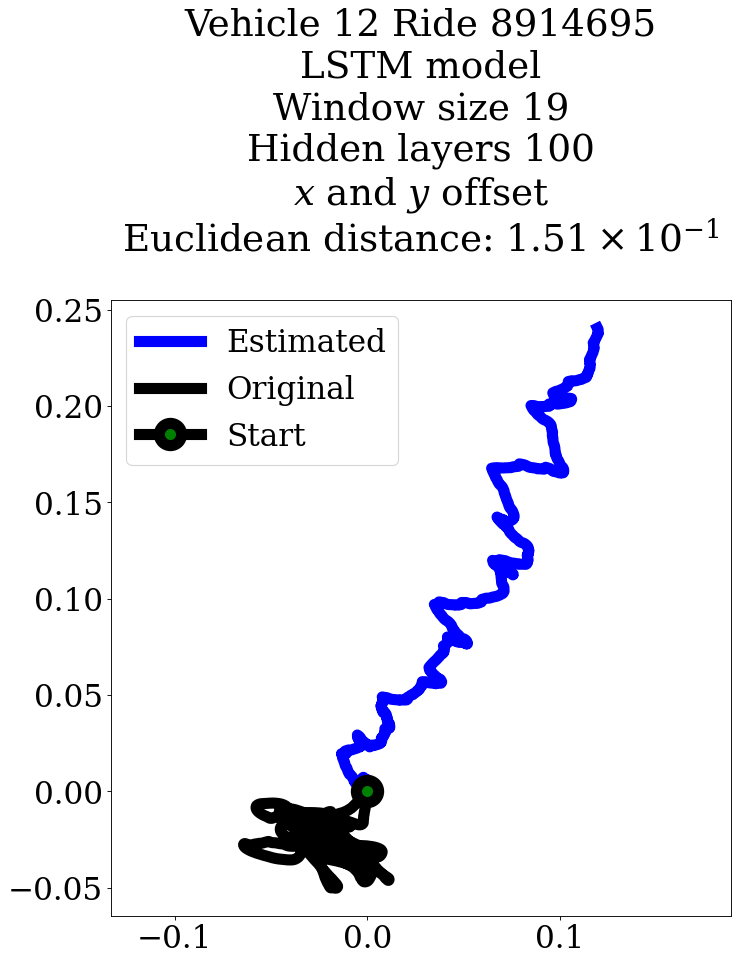 Vehicle 12 Ride 8914695
LSTM model
Window size 19
Hidden layers 100
x and y offset
Euclidean distance: 1.51 × 10⁻¹
0.25
0.20
0.15
0.10
0.05
0.00
−0.05
Estimated
Original
Start
−0.1
0.0
0.1